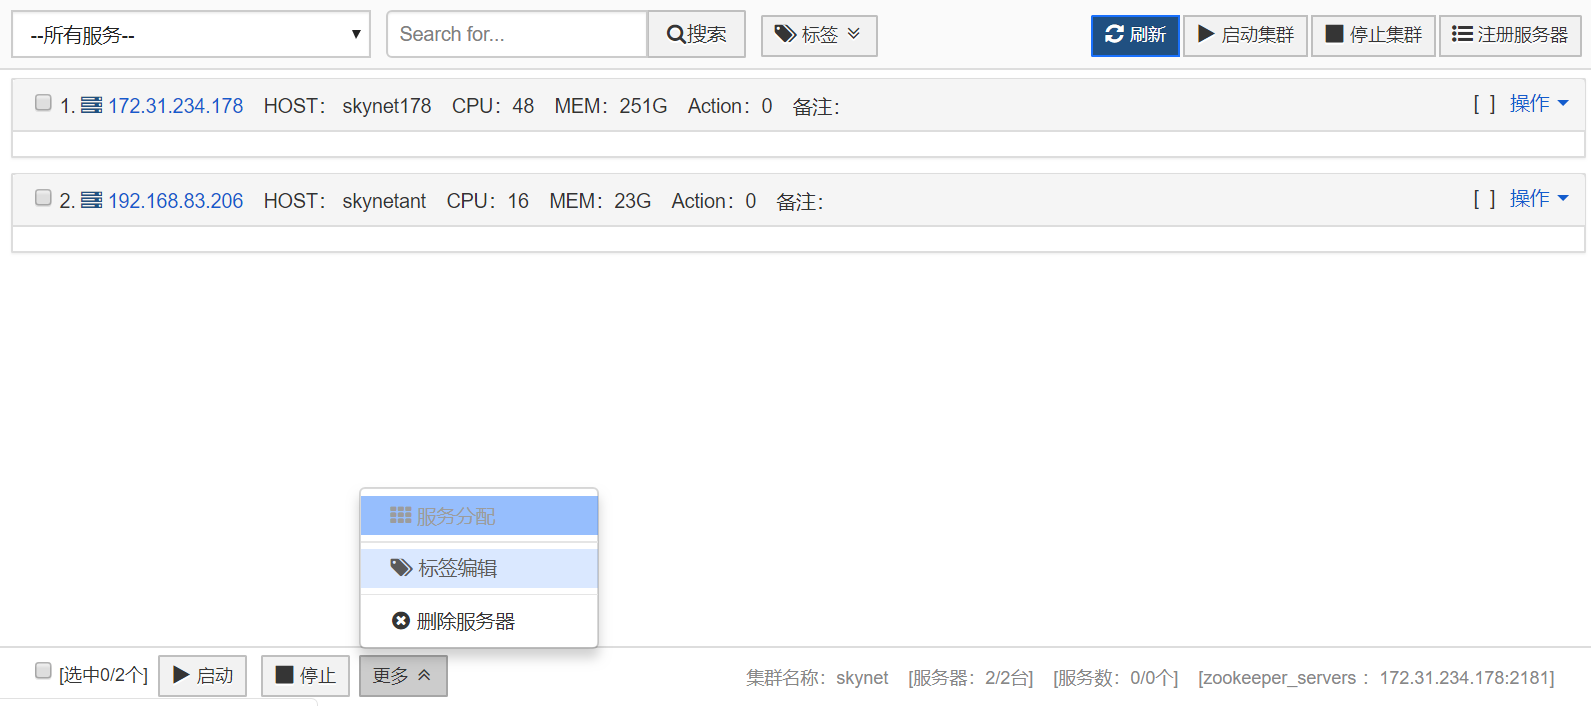 --所有服务-- Search for... 搜索 标签 刷新 启动集群 停止集群 注册服务器
1. 172.31.234.178 HOST： skynet178 CPU：48 MEM：251G Action：0 备注： [ ] 操作
2. 192.168.83.206 HOST： skynetant CPU：16 MEM：23G Action：0 备注： [ ] 操作
服务分配
标签编辑
删除服务器
[选中0/2个] 启动 停止 更多 集群名称：skynet [服务器：2/2台] [服务数：0/0个] [zookeeper_servers： 172.31.234.178:2181]